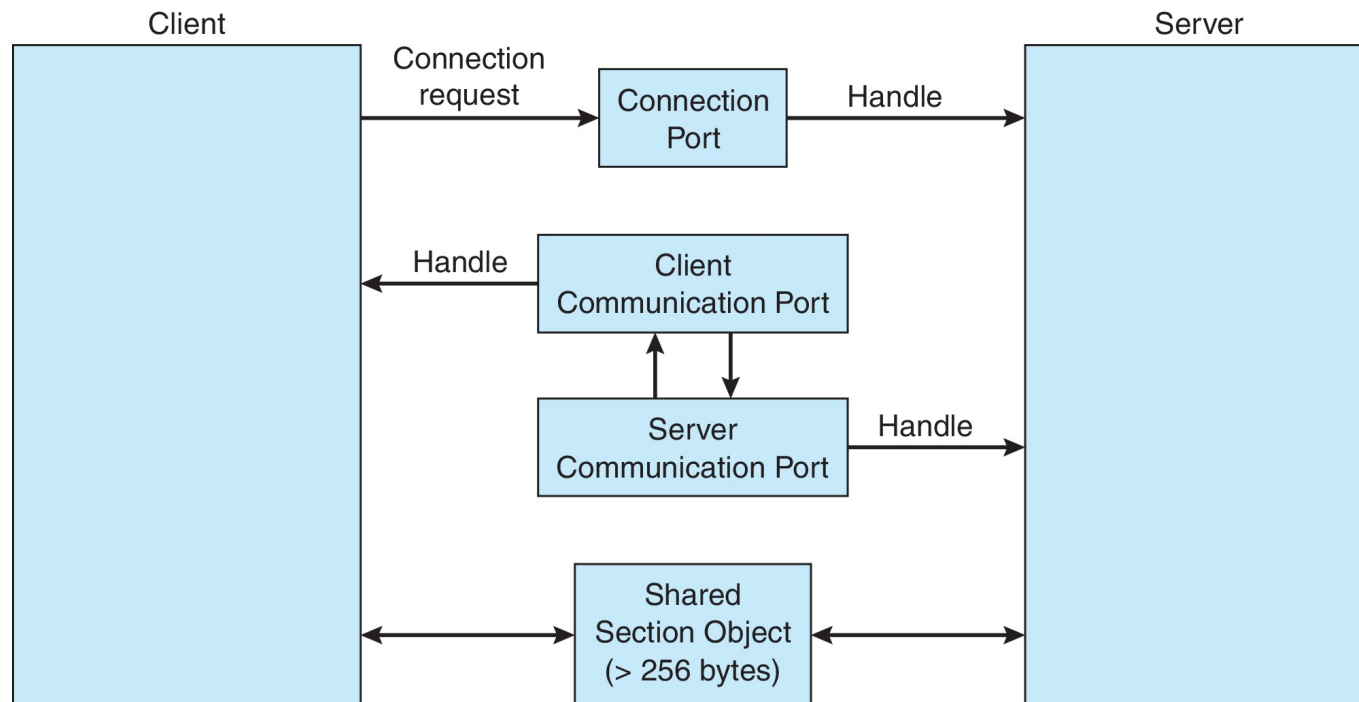 Client
Server
Connection
request
Connection
Port
Handle
Handle
Client
Communication Port
Server
Communication Port
Handle
Shared
Section Object
(> 256 bytes)